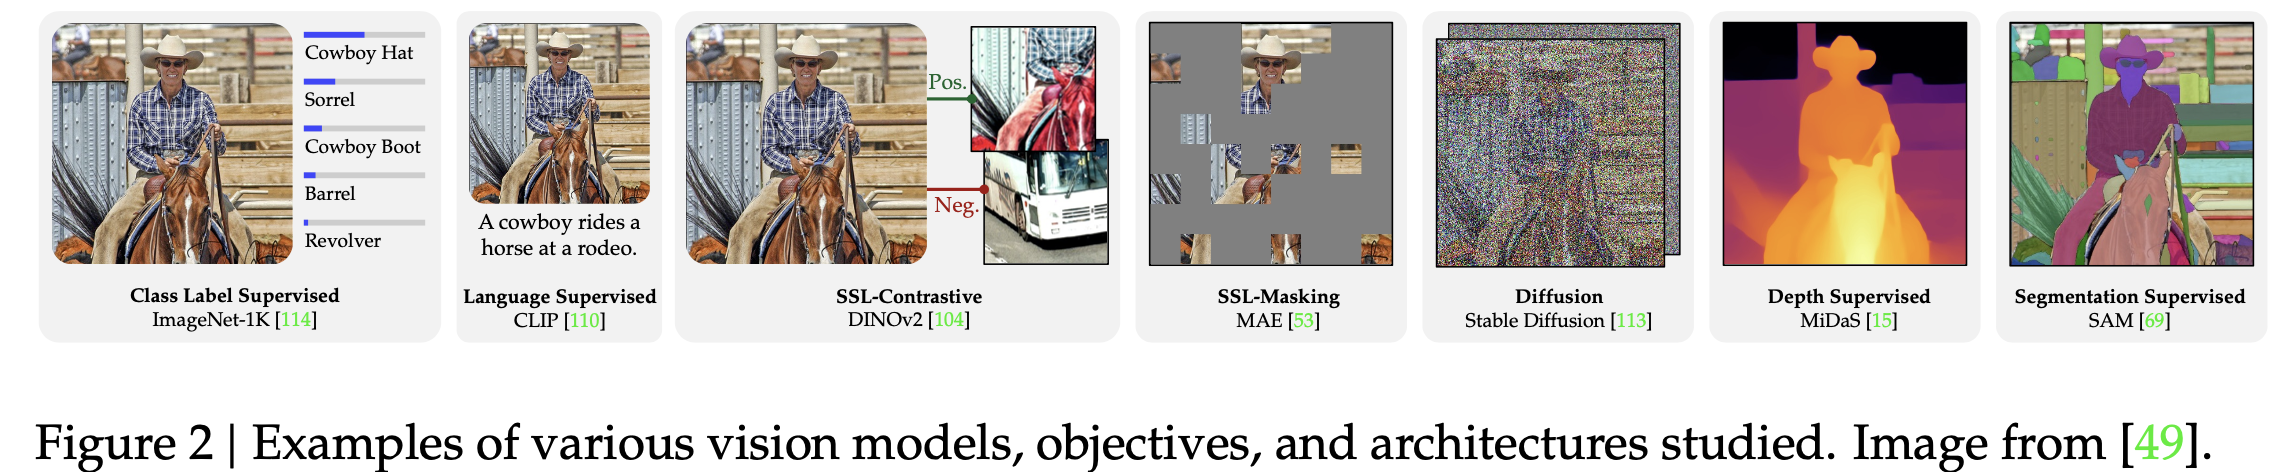 Cowboy Hat
Sorrel
Cowboy Boot
Barrel
Revolver
Class Label Supervised
ImageNet-1K [114]
A cowboy rides a
horse at a rodeo.
Language Supervised
CLIP [110]
Pos.
Neg.
SSL-Contrastive
DINOv2 [104]
SSL-Masking
MAE [53]
Diffusion
Stable Diffusion [113]
Depth Supervised
MiDaS [15]
Segmentation Supervised
SAM [69]
Figure 2 | Examples of various vision models, objectives, and architectures studied. Image from [49].